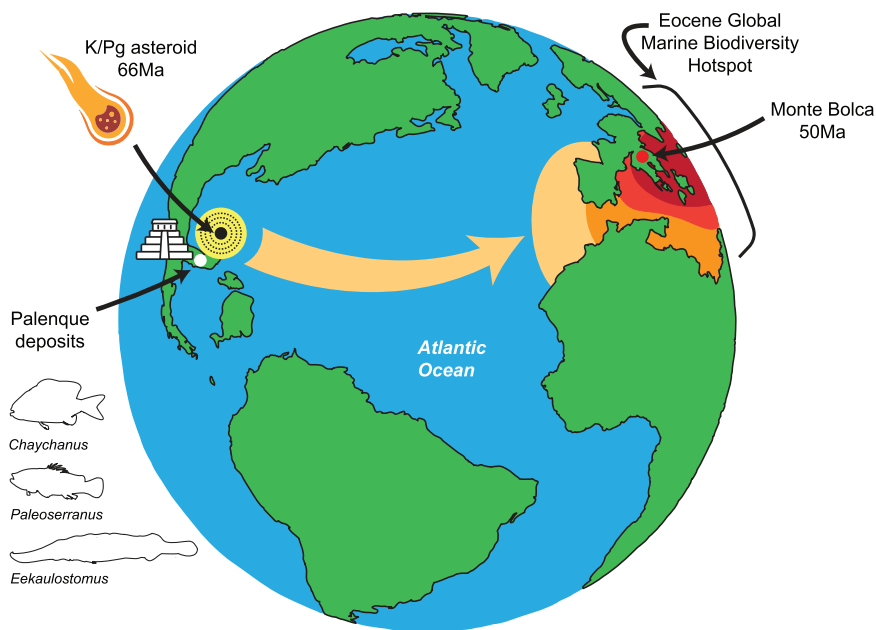 K/Pg asteroid
66Ma
Eocene Global
Marine Biodiversity
Hotspot
Monte Bolca
50Ma
Palenque
deposits
Atlantic
Ocean
Chaychanus
Paleoserranus
Eekaulostomus